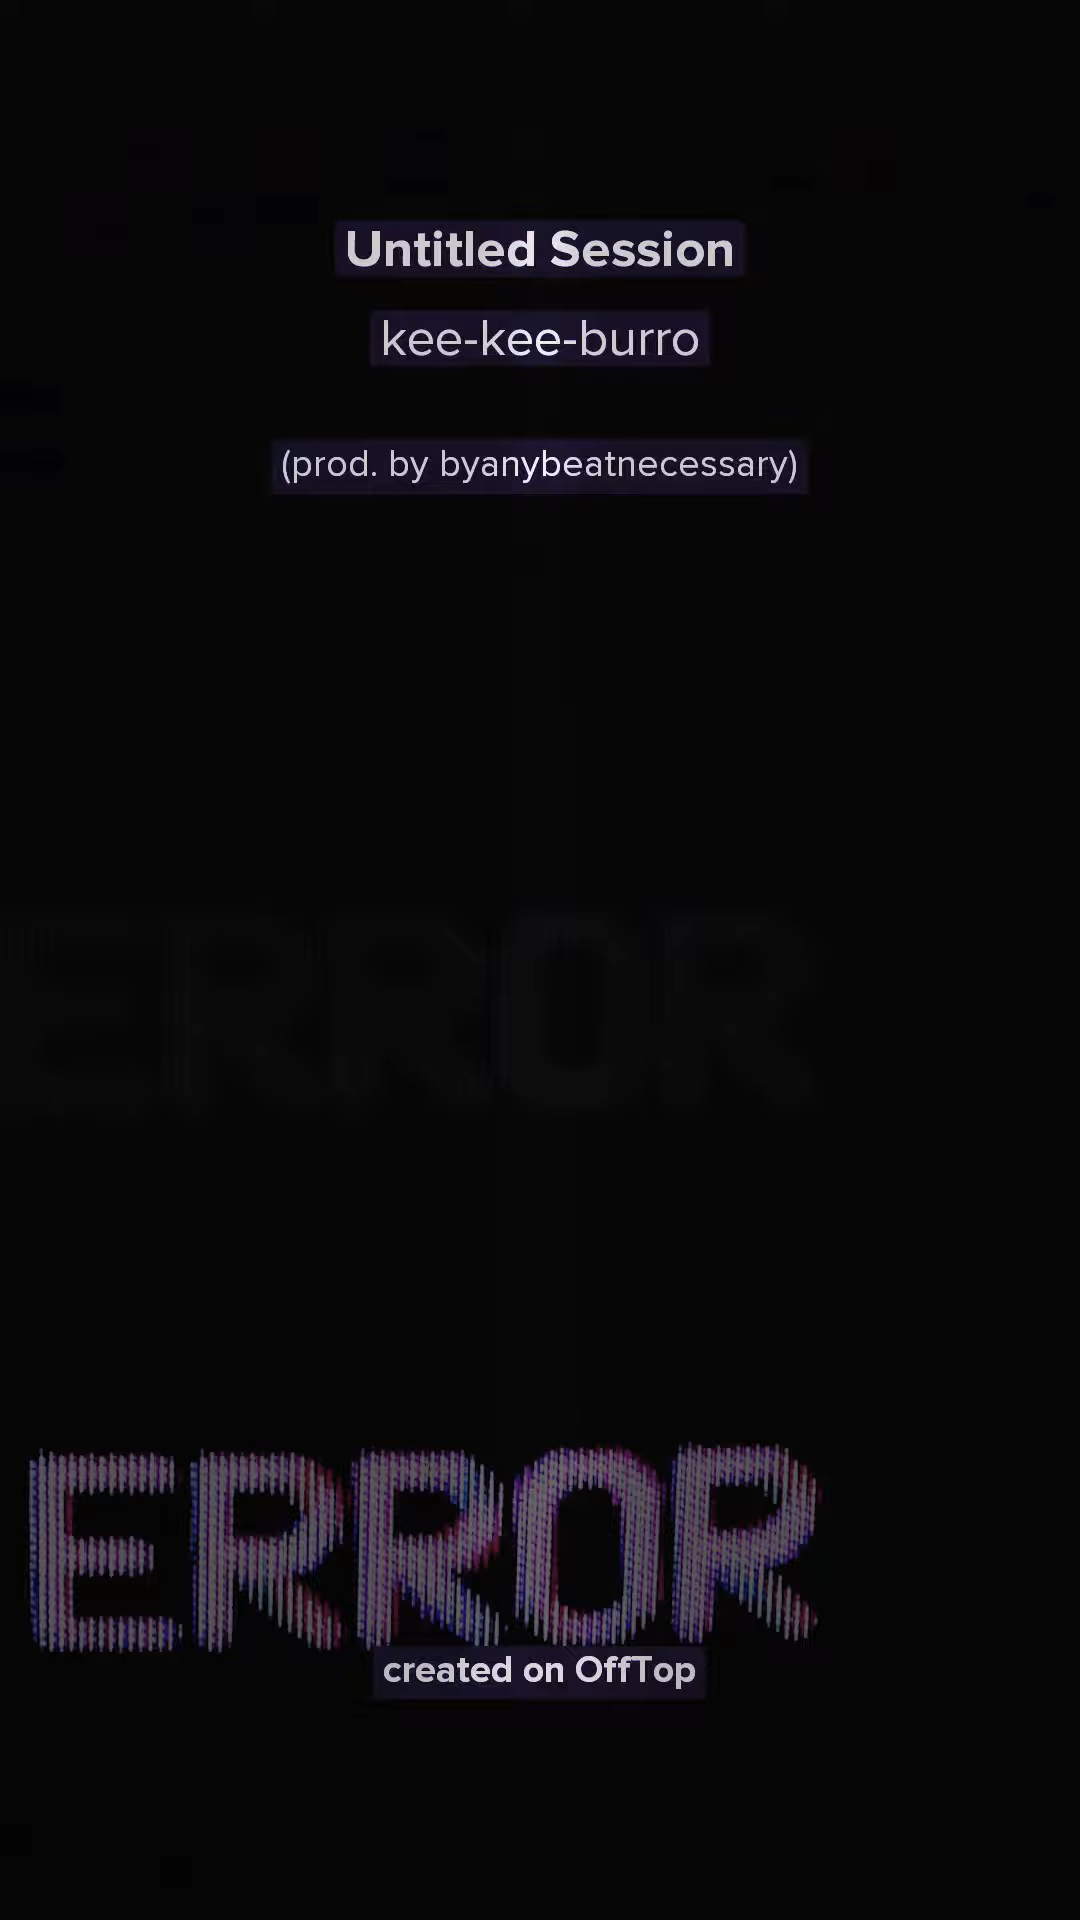 Untitled Session
kee-kee-burro
(prod. by byanybeatnecessary)
ERROR
ERROR
created on OffTop